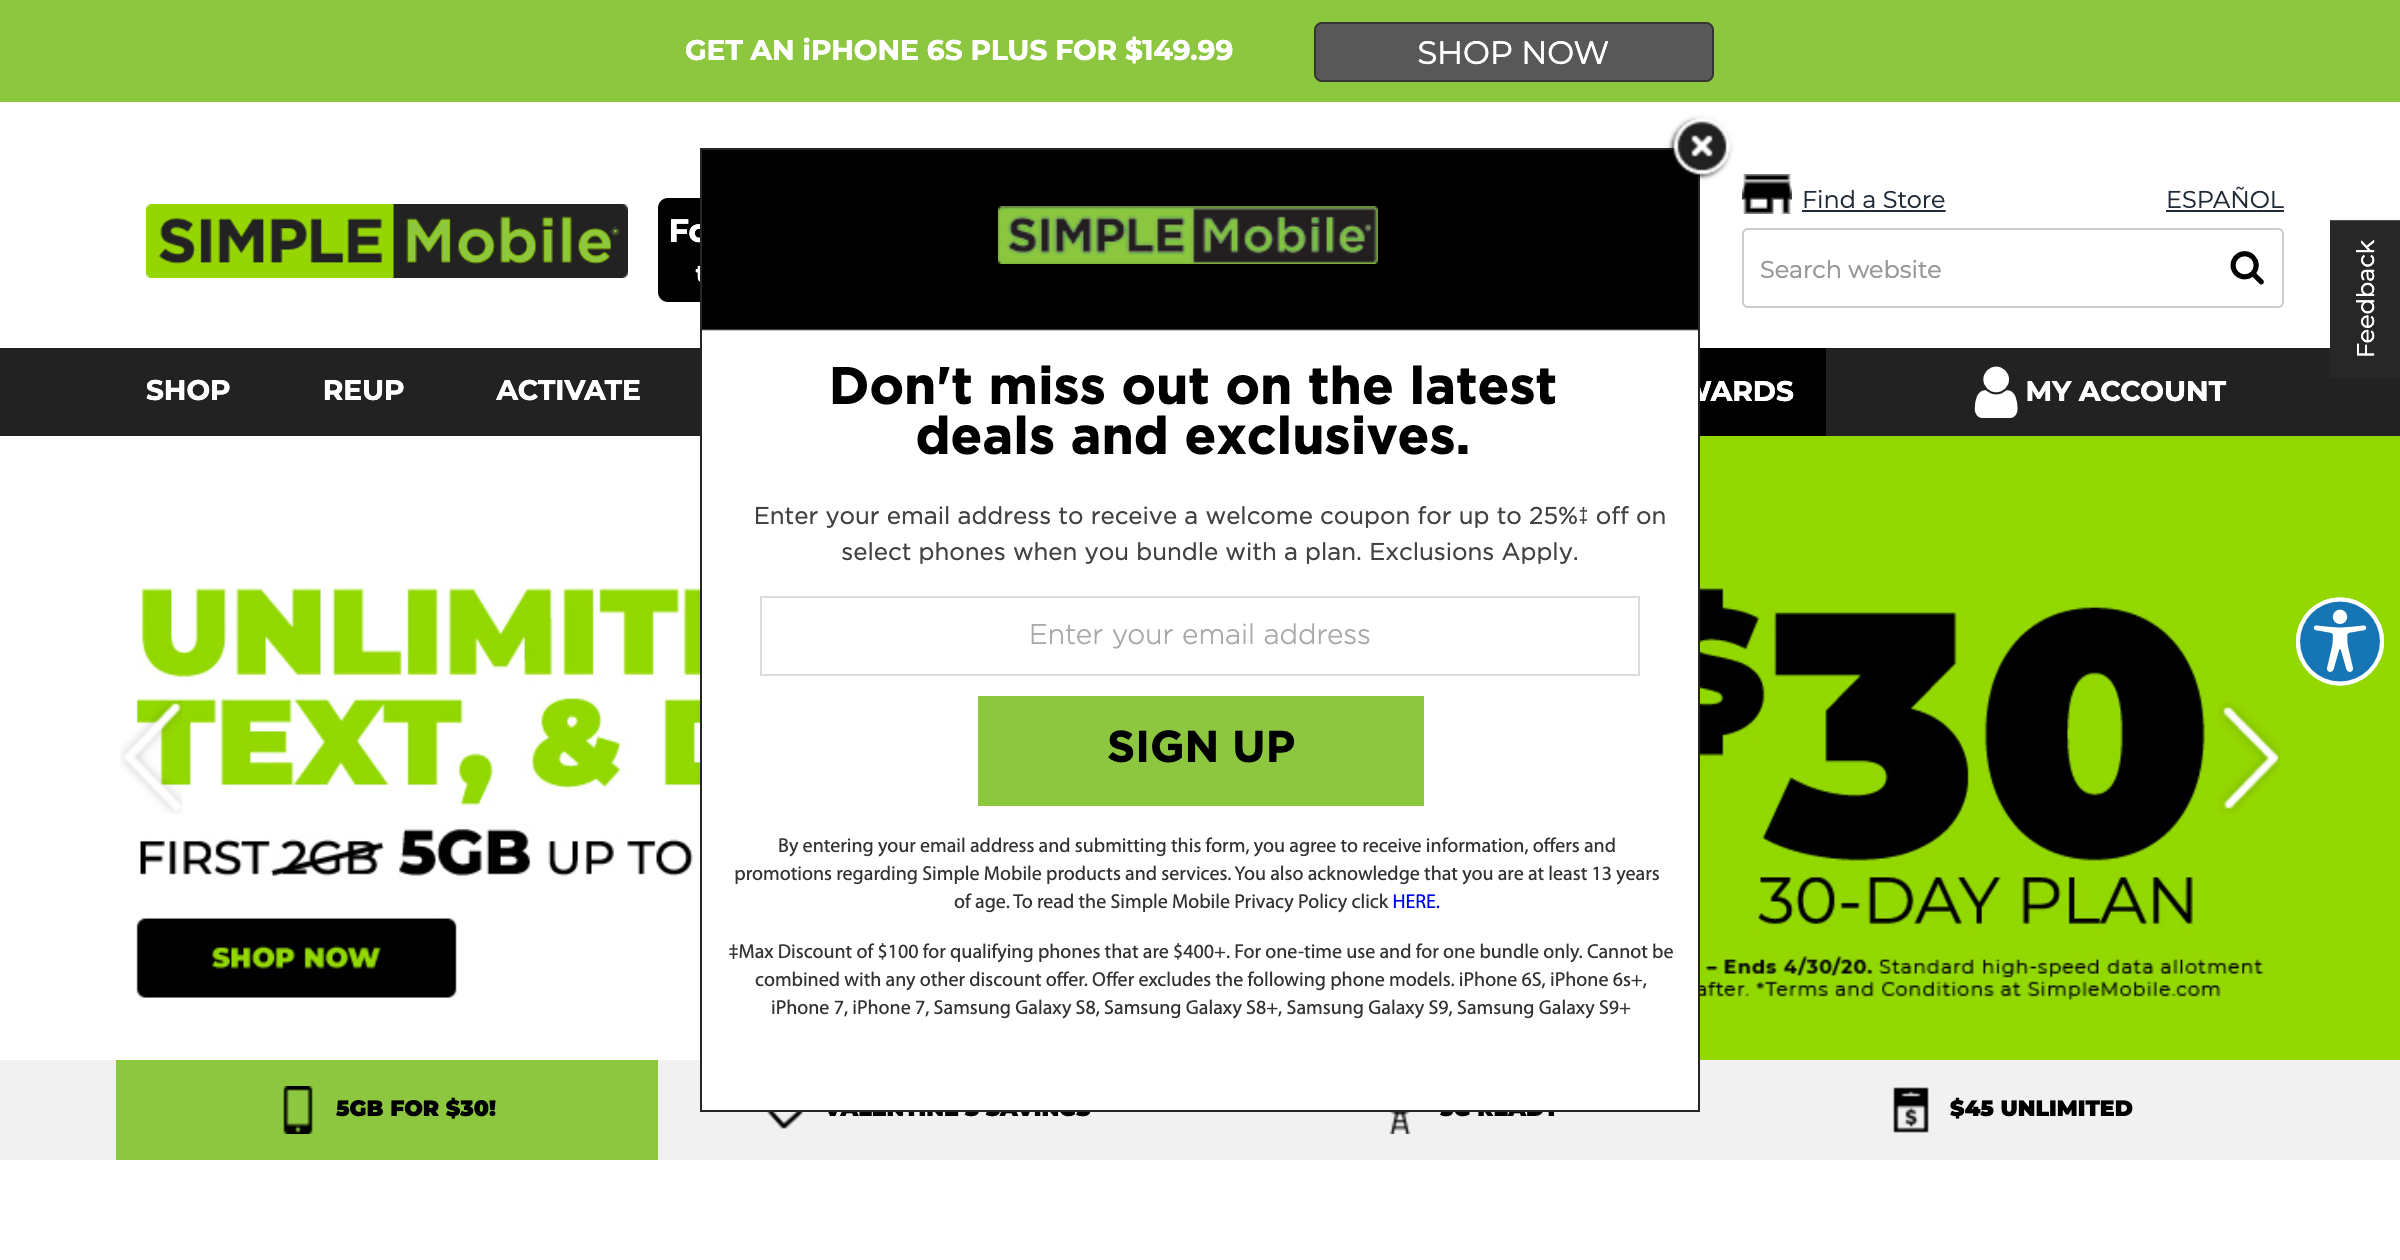 GET AN iPHONE 6S PLUS FOR $149.99
SHOP NOW
SIMPLE Mobile
SIMPLE Mobile
Find a Store
ESPAÑOL
Search website
Feedback
SHOP
REUP
ACTIVATE
MY ACCOUNT
Don't miss out on the latest
deals and exclusives.
Enter your email address to receive a welcome coupon for up to 25%‡ off on
select phones when you bundle with a plan. Exclusions Apply.
Enter your email address
SIGN UP
By entering your email address and submitting this form, you agree to receive information, offers and
promotions regarding Simple Mobile products and services. You also acknowledge that you are at least 13 years
of age. To read the Simple Mobile Privacy Policy click HERE.
‡Max Discount of $100 for qualifying phones that are $400+. For one-time use and for one bundle only. Cannot be
combined with any other discount offer. Offer excludes the following phone models. iPhone 6S, iPhone 6s+,
iPhone 7, iPhone 7, Samsung Galaxy S8, Samsung Galaxy S8+, Samsung Galaxy S9, Samsung Galaxy S9+
TEXT, &
FIRST 2GB 5GB UP TO
SHOP NOW
$30
30-DAY PLAN
– Ends 4/30/20. Standard high-speed data allotment
*Terms and Conditions at SimpleMobile.com
5GB FOR $30!
VALENTINE'S SAVINGS
5G READY
$45 UNLIMITED